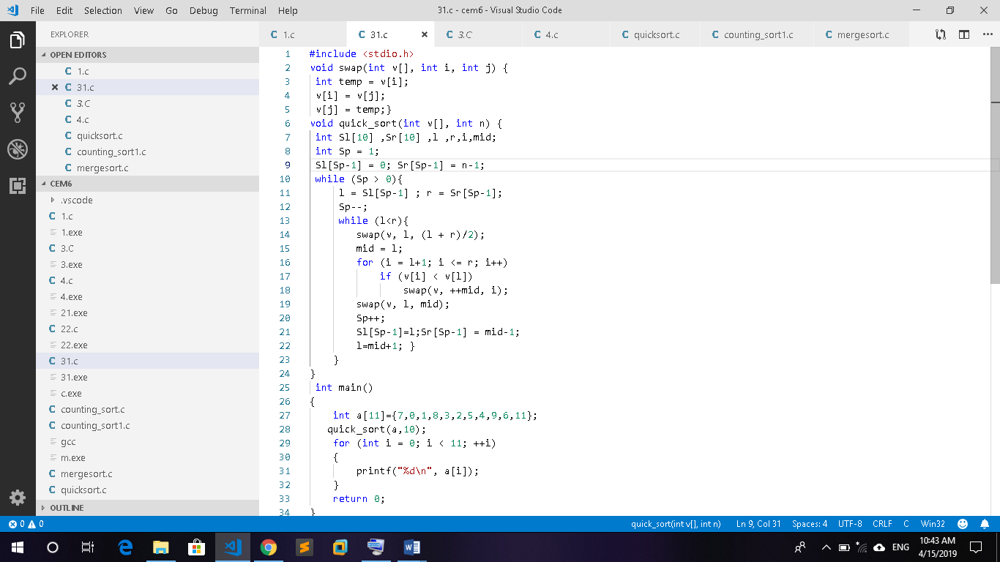 File Edit Selection View Go Debug Terminal Help 31.c - cem6 - Visual Studio Code
EXPLORER
OPEN EDITORS
1.c
31.c
3.C
4.c
quicksort.c
counting_sort1.c
mergesort.c
CEM6
.vscode
1.c
1.exe
3.C
3.exe
4.c
4.exe
21.exe
22.c
22.exe
31.c
31.exe
c.exe
counting_sort.c
counting_sort1.c
gcc
m.exe
mergesort.c
quicksort.c
OUTLINE
1.c 31.c 3.C 4.c quicksort.c counting_sort1.c mergesort.c
1 #include <stdio.h>
2 void swap(int v[], int i, int j) {
3 int temp = v[i];
4 v[i] = v[j];
5 v[j] = temp;}
6 void quick_sort(int v[], int n) {
7 int Sl[10] ,Sr[10] ,l ,r,i,mid;
8 int Sp = 1;
9 Sl[Sp-1] = 0; Sr[Sp-1] = n-1;
10 while (Sp > 0){
11 l = Sl[Sp-1] ; r = Sr[Sp-1];
12 Sp--;
13 while (l<r){
14 swap(v, l, (l + r)/2);
15 mid = l;
16 for (i = l+1; i <= r; i++)
17 if (v[i] < v[l])
18 swap(v, ++mid, i);
19 swap(v, l, mid);
20 Sp++;
21 Sl[Sp-1]=l;Sr[Sp-1] = mid-1;
22 l=mid+1; }
23 }
24 }
25 int main()
26 {
27 int a[11]={7,0,1,8,3,2,5,4,9,6,11};
28 quick_sort(a,10);
29 for (int i = 0; i < 11; ++i)
30 {
31 printf("%d\n", a[i]);
32 }
33 return 0;
34 }
0 0 quick_sort(int v[], int n) Ln 9, Col 31 Spaces: 4 UTF-8 CRLF C Win32
ENG 10:43 AM
4/15/2019